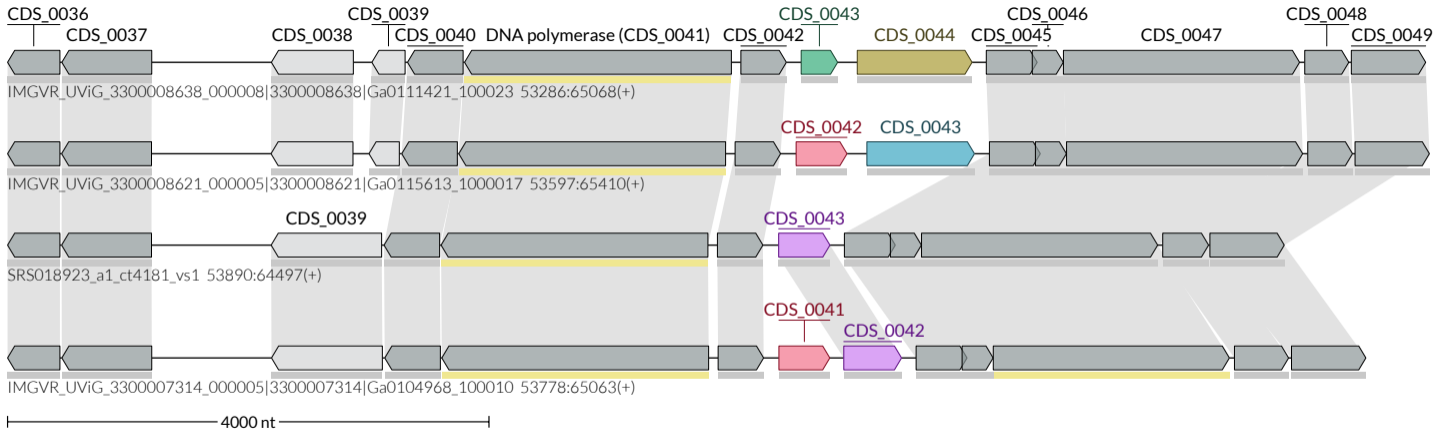 CDS_0036 CDS_0039 CDS_0043 CDS_0046 CDS_0048
CDS_0037 CDS_0038 CDS_0040 DNA polymerase (CDS_0041) CDS_0042 CDS_0044 CDS_0045 CDS_0047 CDS_0049
IMGVR_UViG_3300008638_000008|3300008638|Ga0111421_100023 53286:65068(+)
CDS_0042 CDS_0043
IMGVR_UViG_3300008621_000005|3300008621|Ga0115613_1000017 53597:65410(+)
CDS_0039 CDS_0043
SRS018923_a1_ct4181_vs1 53890:64497(+)
CDS_0041
CDS_0042
IMGVR_UViG_3300007314_000005|3300007314|Ga0104968_100010 53778:65063(+)
4000 nt